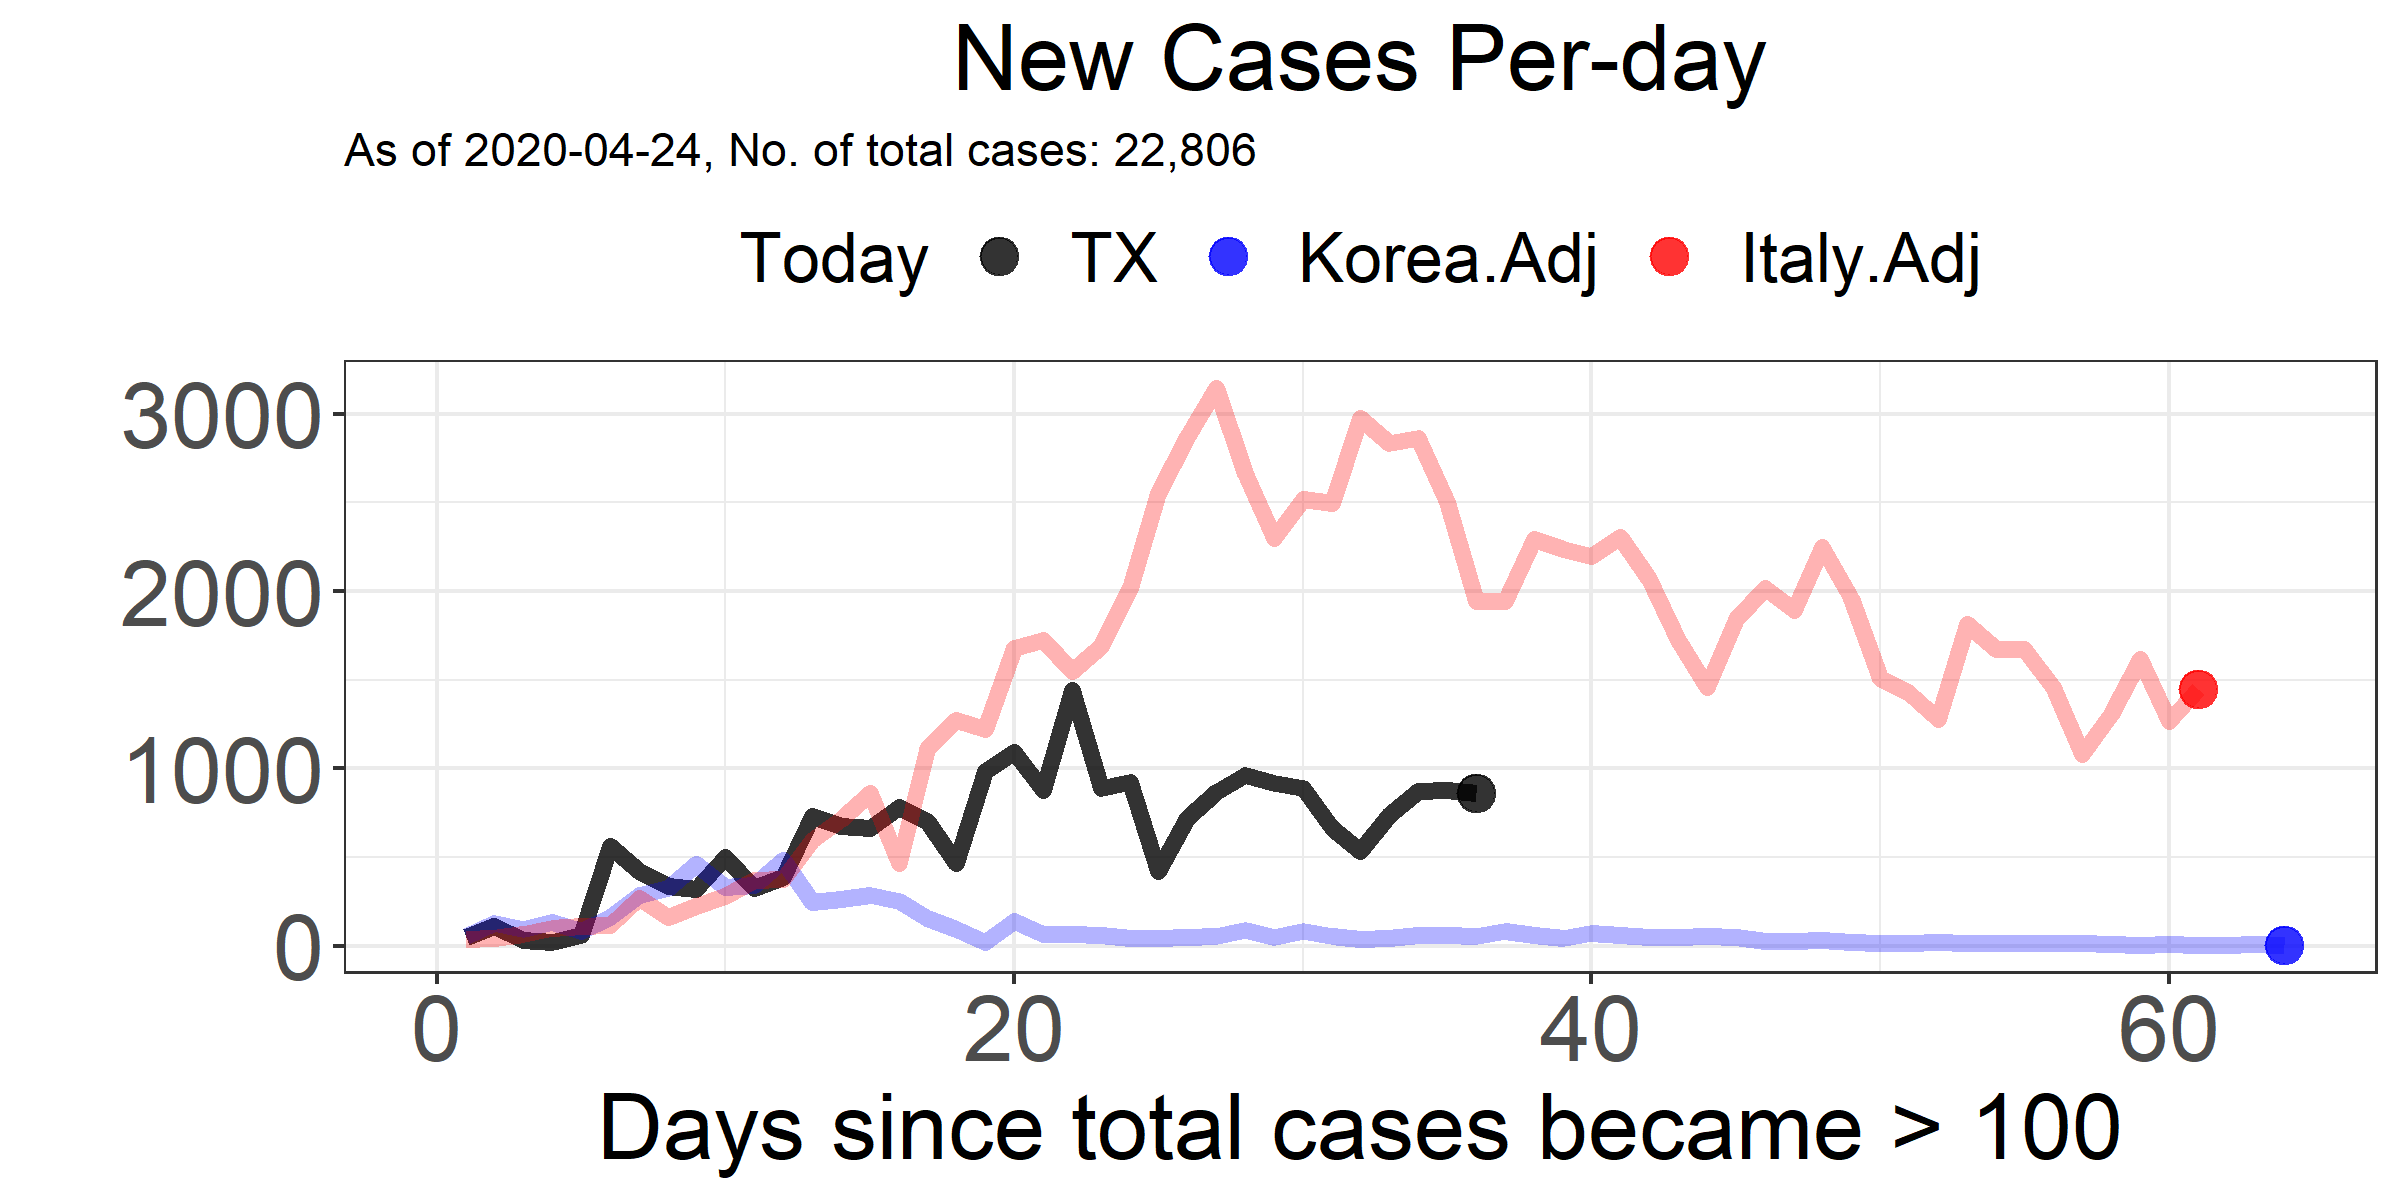 New Cases Per-day
As of 2020-04-24, No. of total cases: 22,806
Today TX Korea.Adj Italy.Adj
3000
2000
1000
0
0 20 40 60
Days since total cases became > 100